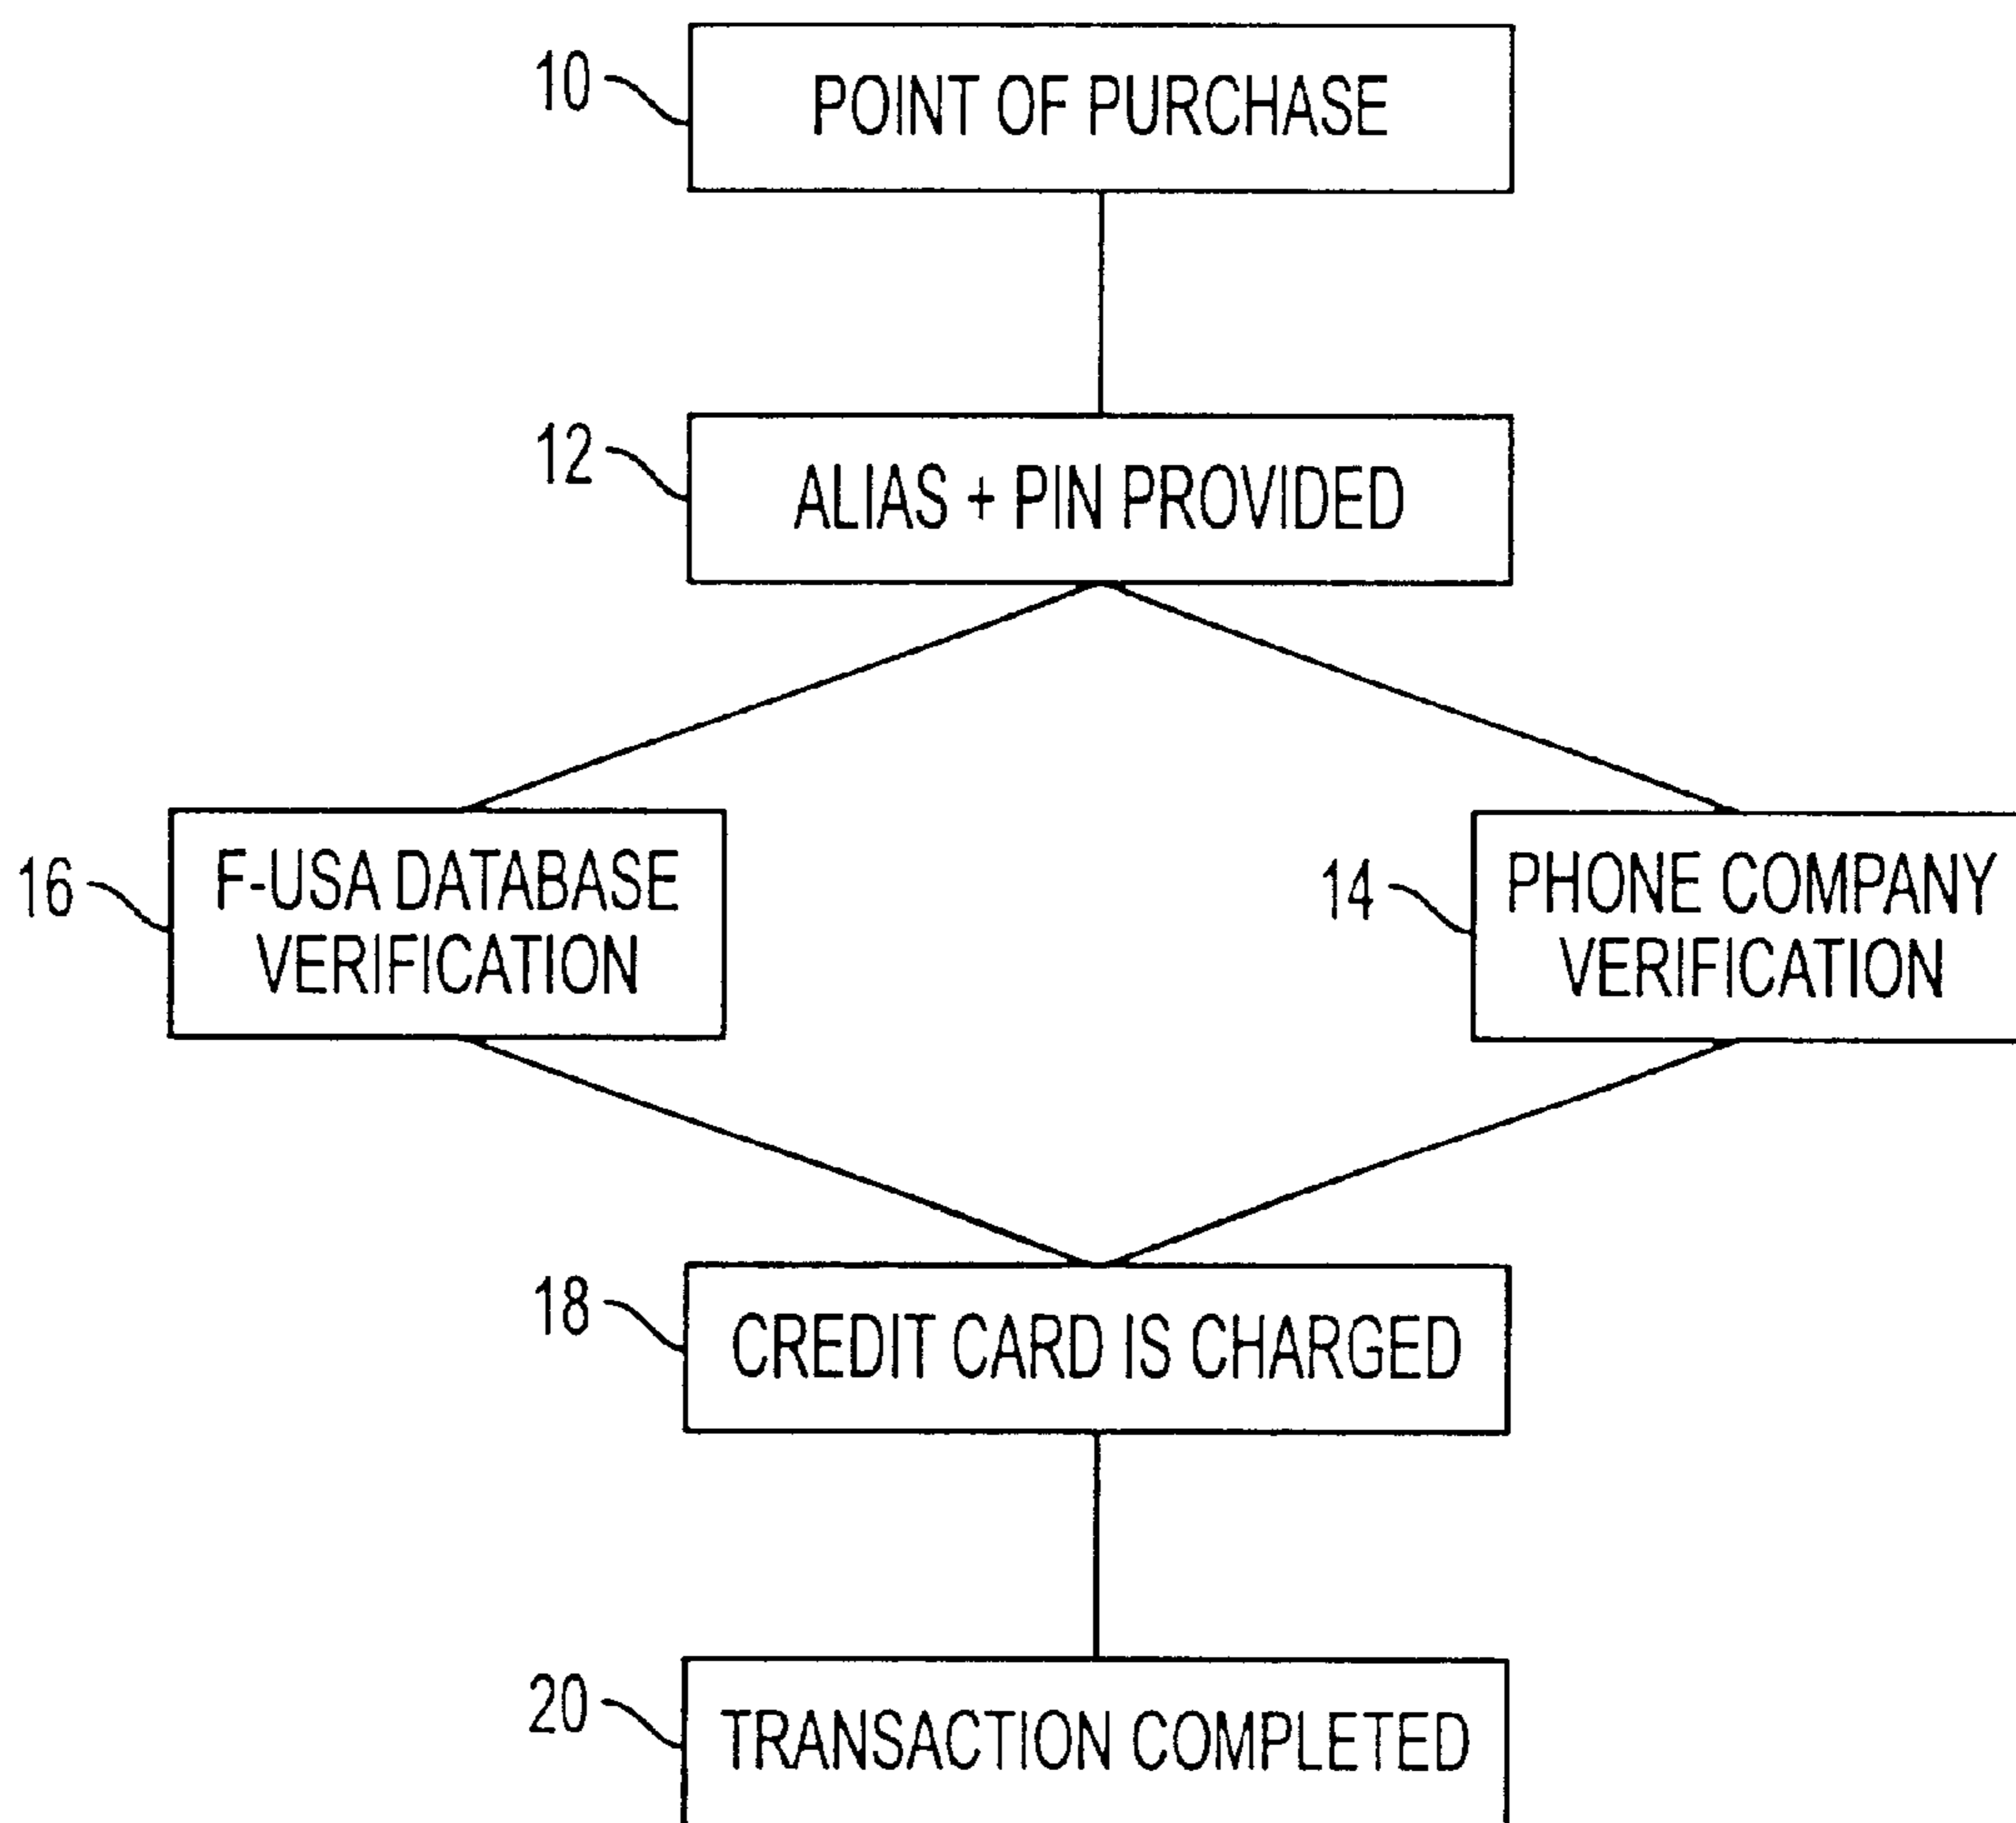 10
POINT OF PURCHASE
12
ALIAS + PIN PROVIDED
16
F-USA DATABASE
VERIFICATION
14
PHONE COMPANY
VERIFICATION
18
CREDIT CARD IS CHARGED
20
TRANSACTION COMPLETED